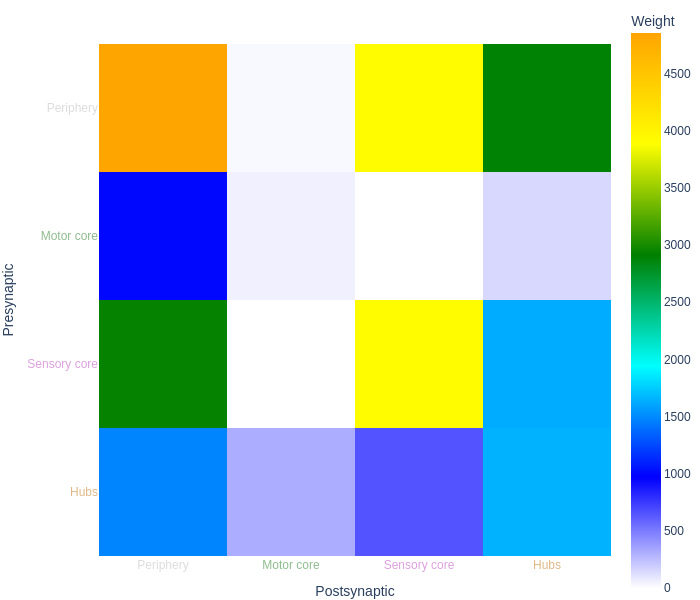 Weight
4500
4000
3500
3000
2500
2000
1500
1000
500
0
Presynaptic
Periphery
Motor core
Sensory core
Hubs
Periphery
Motor core
Sensory core
Hubs
Postsynaptic